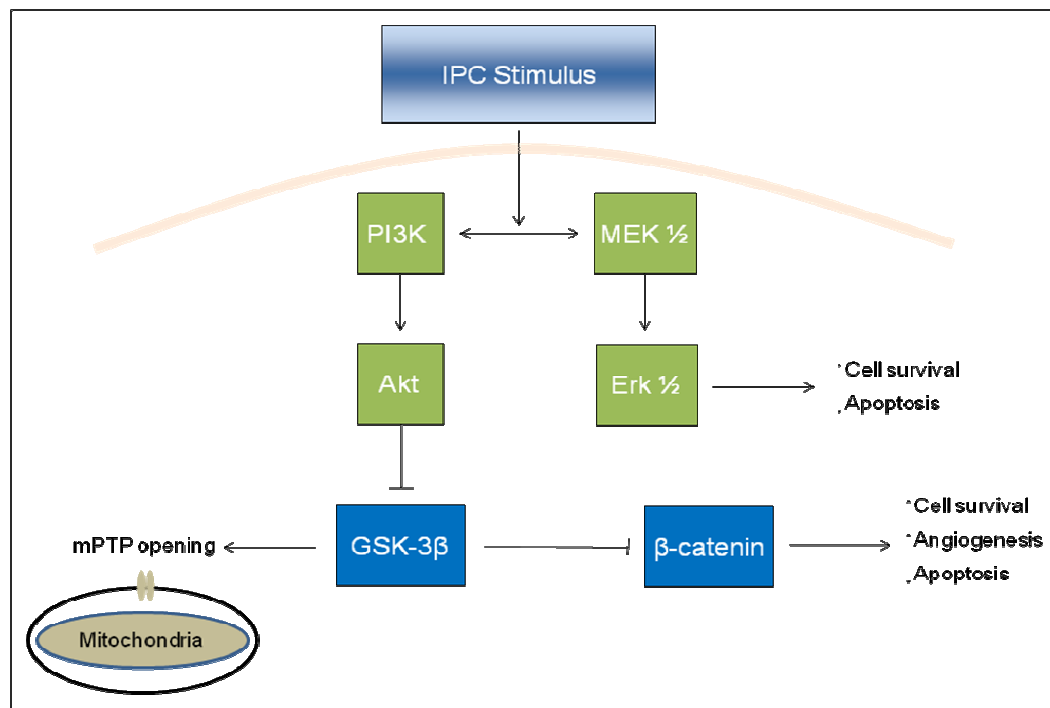 IPC Stimulus
PI3K
MEK ½
Akt
Erk ½
Cell survival
Apoptosis
mPTP opening
GSK-3β
β-catenin
Cell survival
Angiogenesis
Apoptosis
Mitochondria